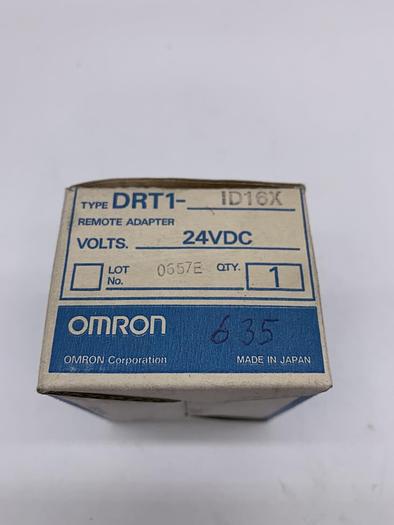 TYPE DRT1- ID16X
REMOTE ADAPTER
VOLTS. 24VDC
LOT No. 0657E QTY. 1
OMRON 635
OMRON Corporation MADE IN JAPAN